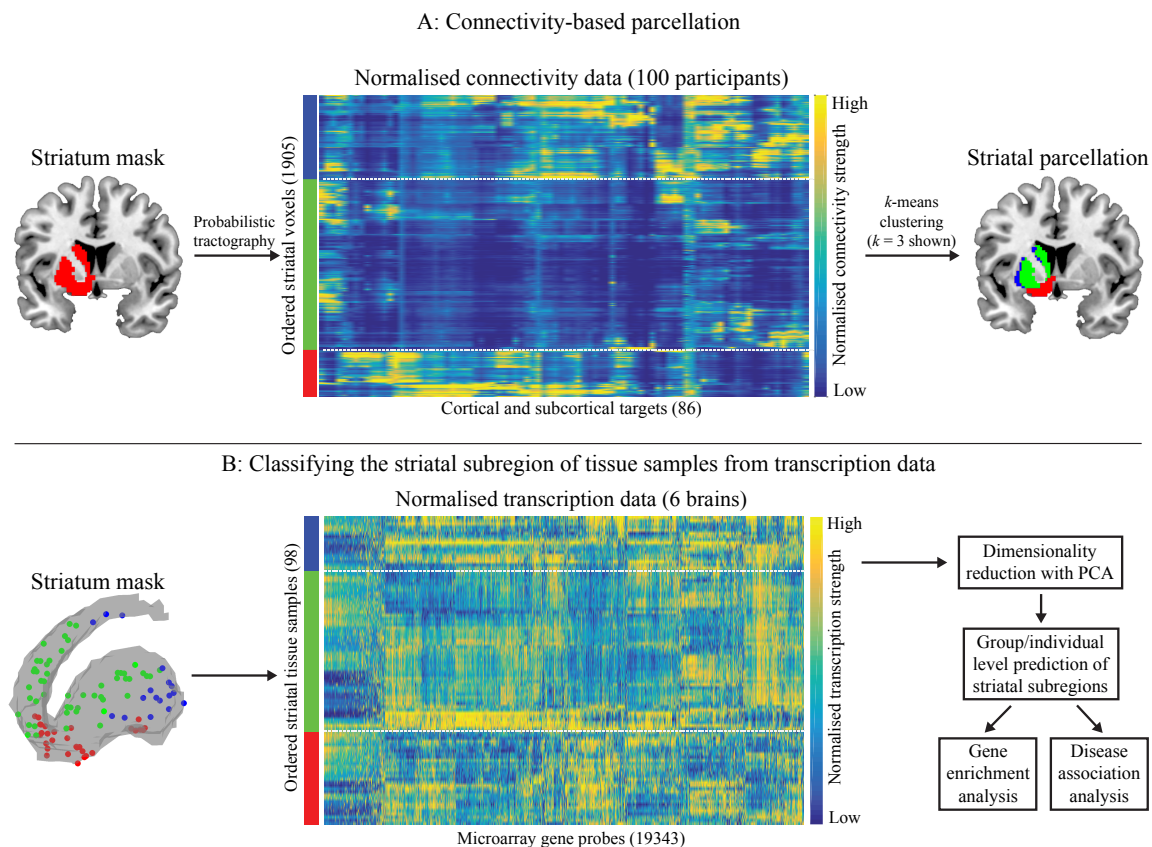 A: Connectivity-based parcellation
Normalised connectivity data (100 participants)
Striatum mask
Probabilistic
tractography
Ordered striatal voxels (1905)
High
Normalised connectivity strength
Low
Cortical and subcortical targets (86)
k-means
clustering
(k = 3 shown)
Striatal parcellation
B: Classifying the striatal subregion of tissue samples from transcription data
Normalised transcription data (6 brains)
Striatum mask
Ordered striatal tissue samples (98)
High
Normalised transcription strength
Low
Microarray gene probes (19343)
Dimensionality
reduction with PCA
Group/individual
level prediction of
striatal subregions
Gene
enrichment
analysis
Disease
association
analysis